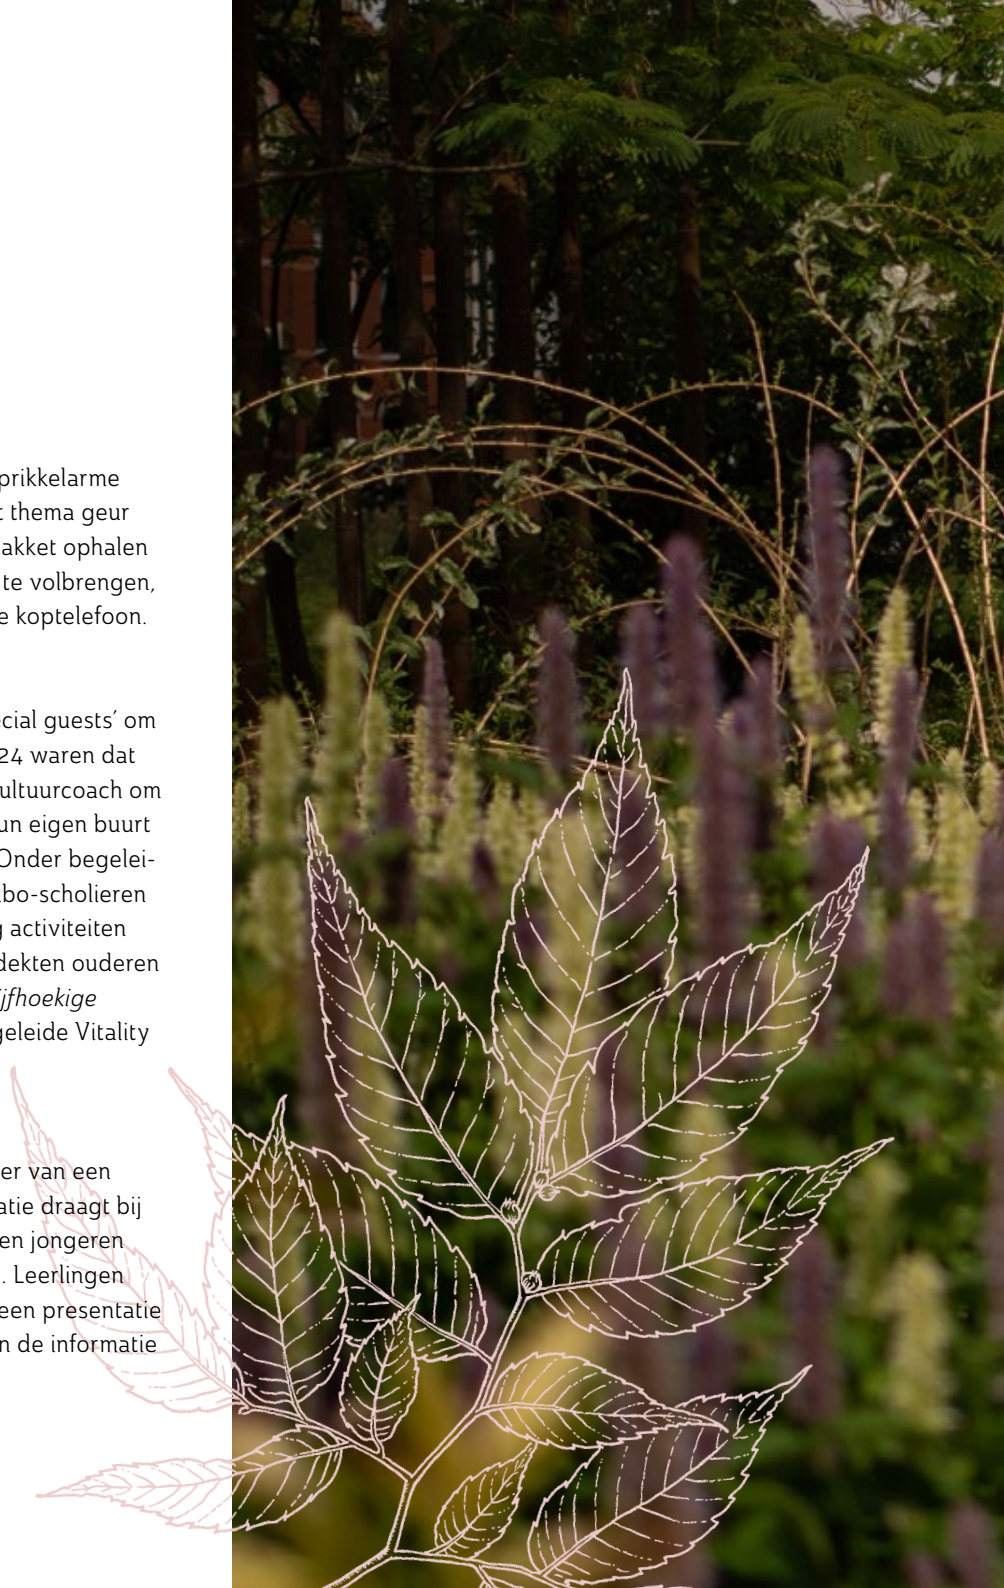 prikkelarme
t thema geur
akket ophalen
te volbrengen,
e koptelefoon.
ecial guests’ om
24 waren dat
ultuurcoach om
un eigen buurt
Onder begelei-
bo-scholieren
g activiteiten
dekten ouderen
ijfhoekige
geleide Vitality
er van een
atie draagt bij
en jongeren
. Leerlingen
een presentatie
n de informatie